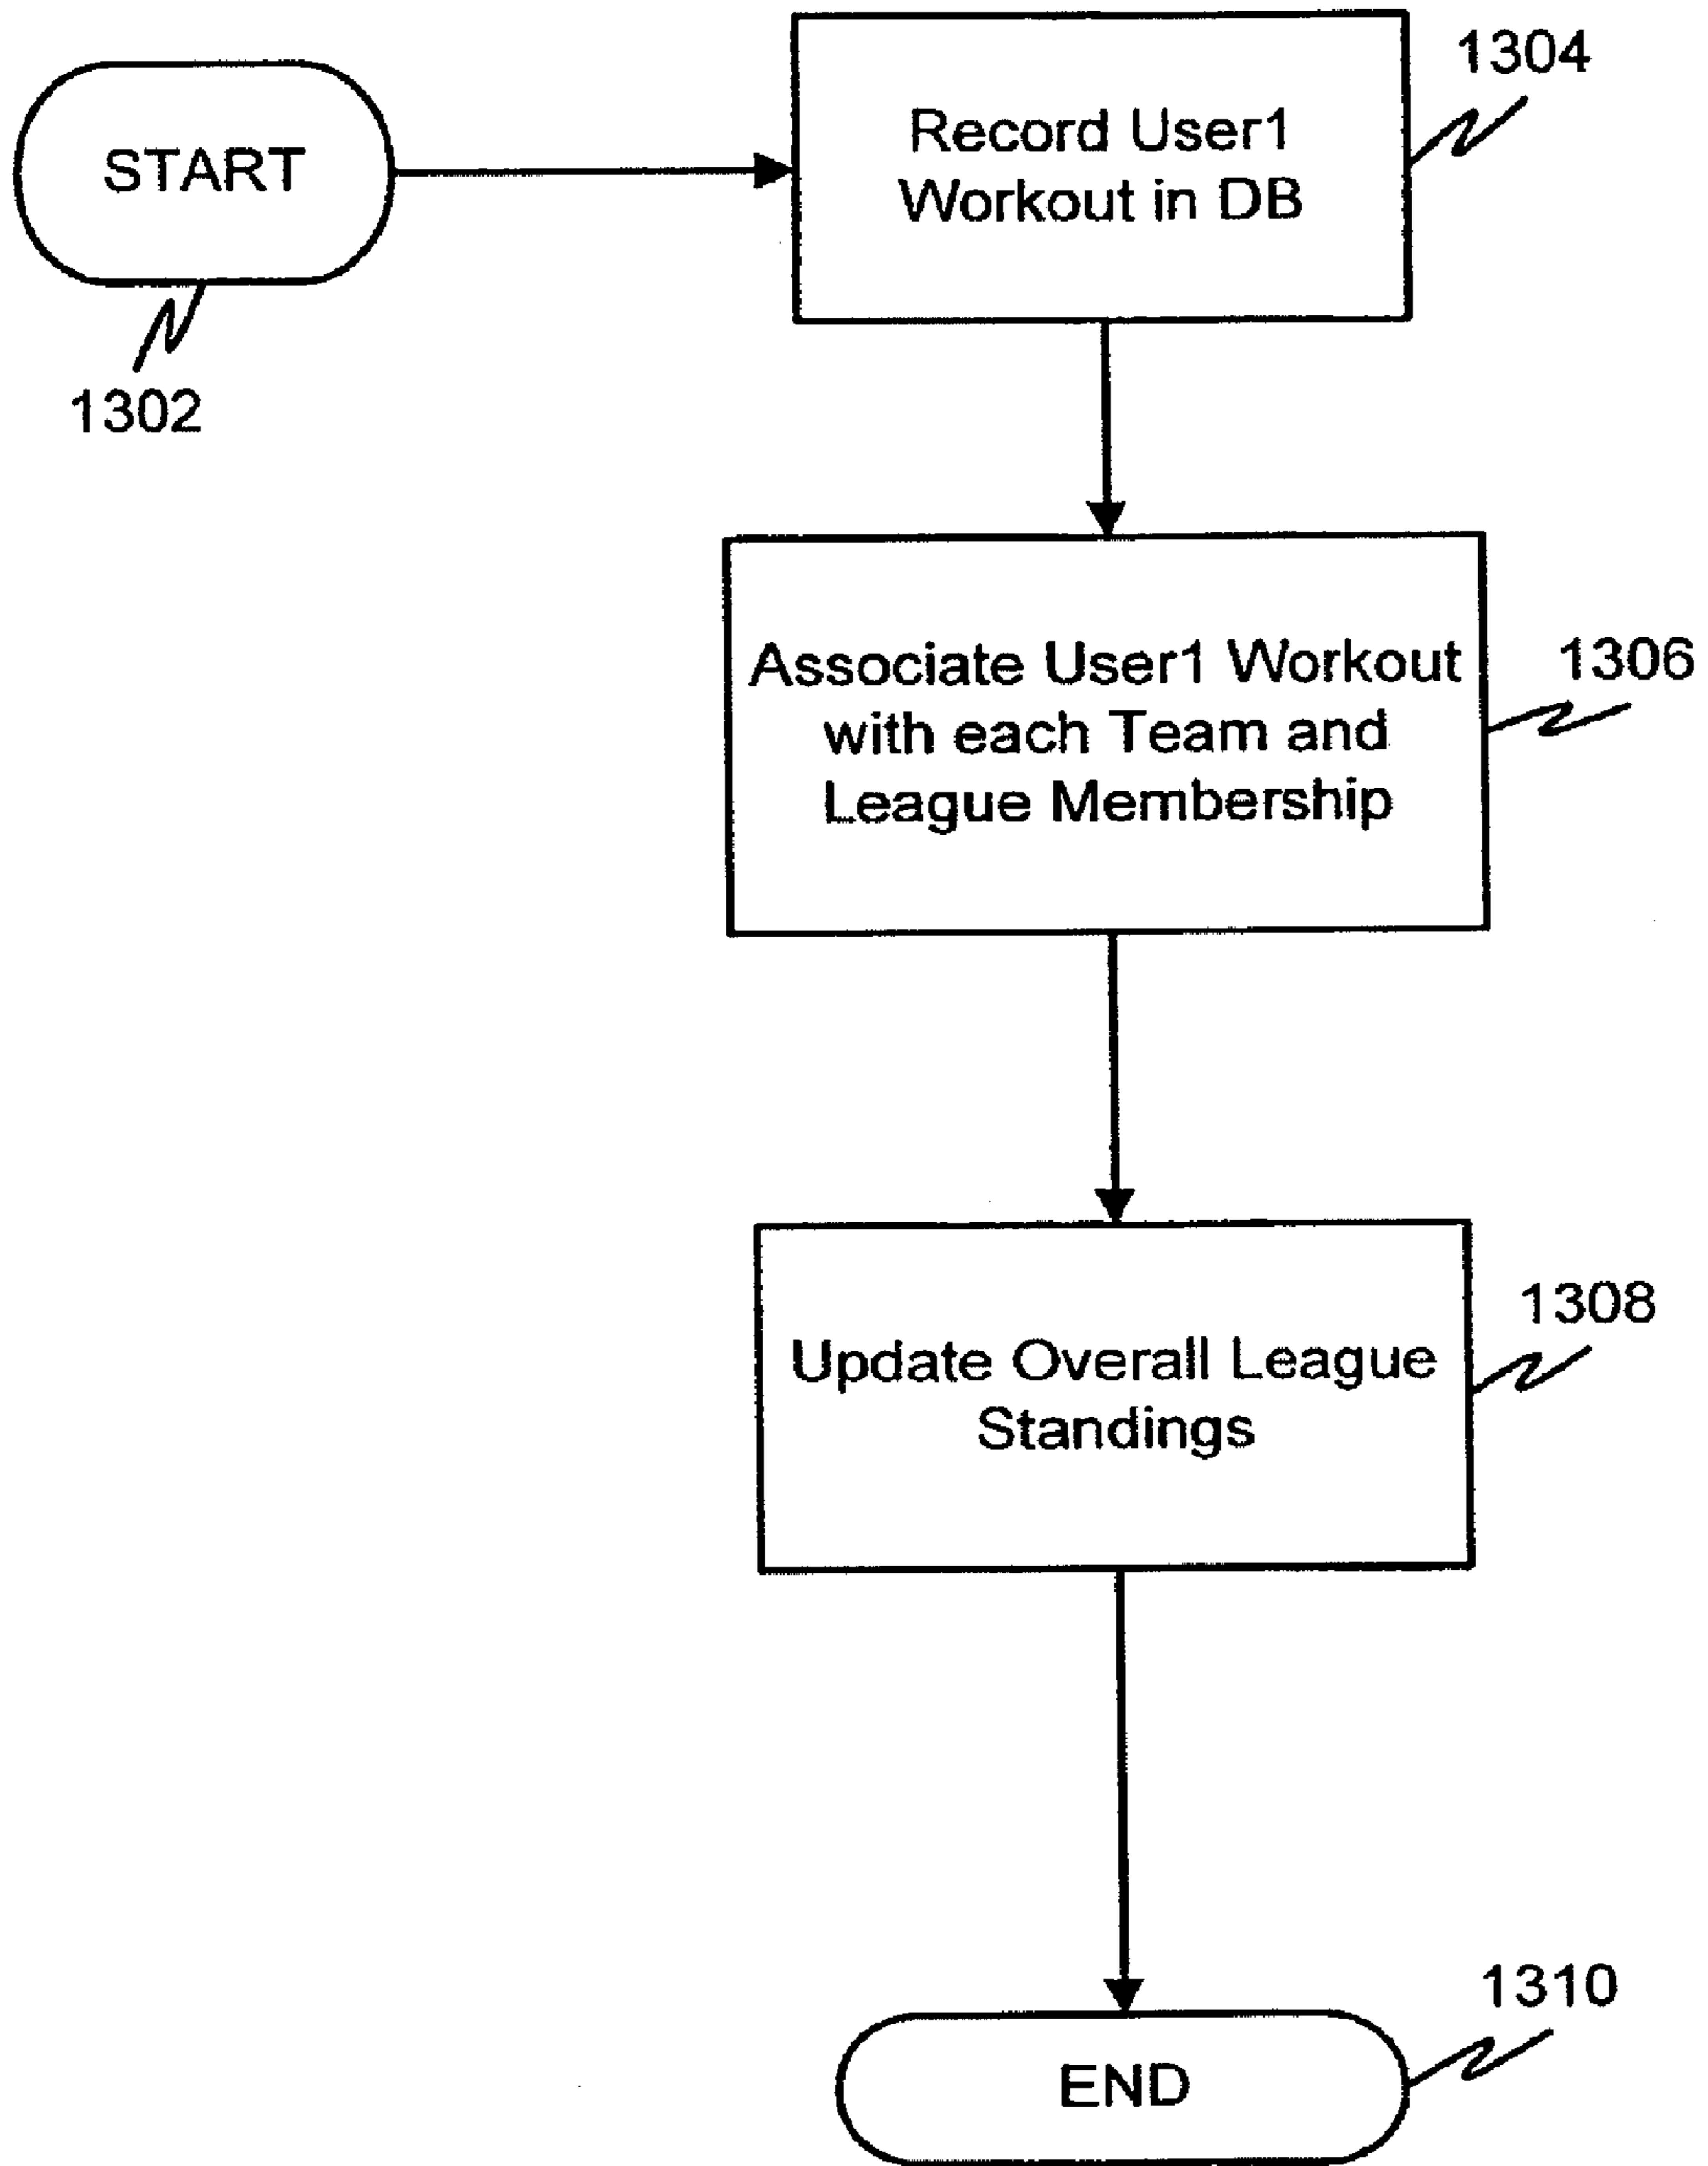 START
1302
Record User1
Workout in DB
1304
Associate User1 Workout
with each Team and
League Membership
1306
Update Overall League
Standings
1308
END
1310